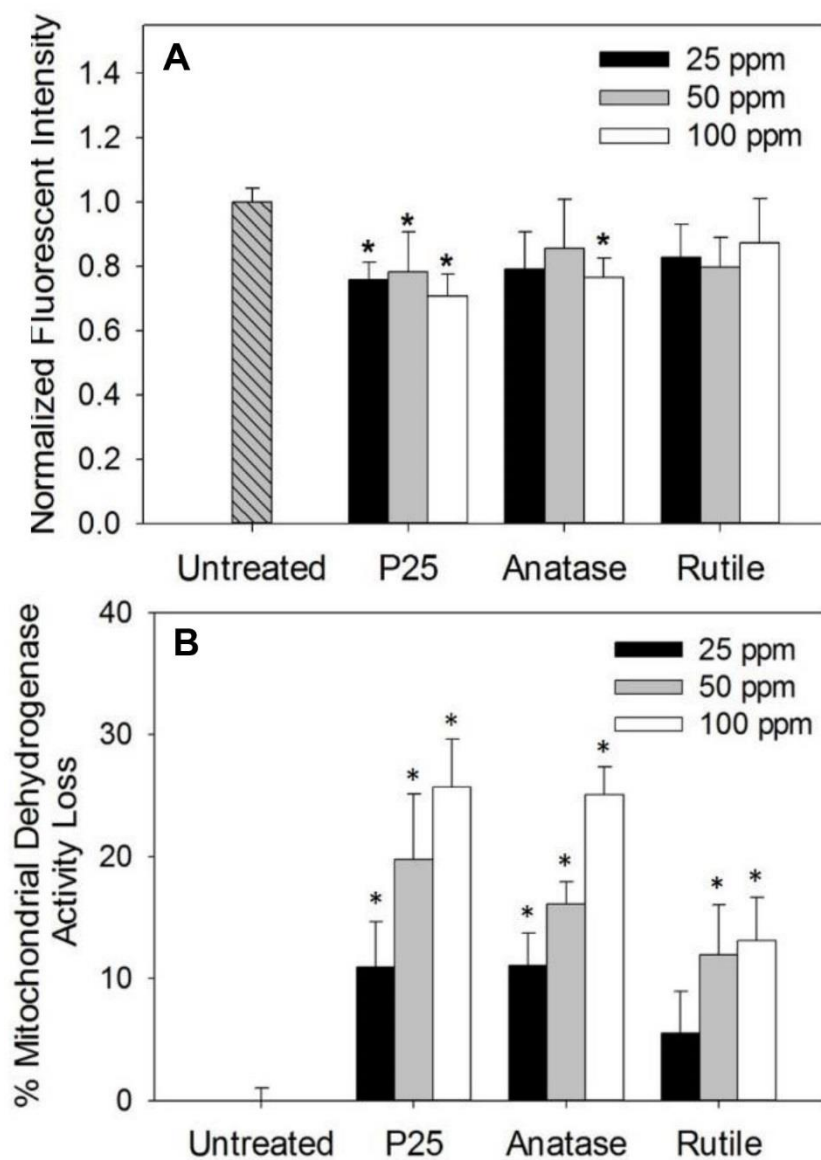 A
Normalized Fluorescent Intensity
1.4
1.2
1.0
0.8
0.6
0.4
0.2
0.0
25 ppm
50 ppm
100 ppm
* * *
*
Untreated P25 Anatase Rutile
B
% Mitochondrial Dehydrogenase
Activity Loss
40
30
20
10
0
25 ppm
50 ppm
100 ppm
* * *
* * *
* *
Untreated P25 Anatase Rutile